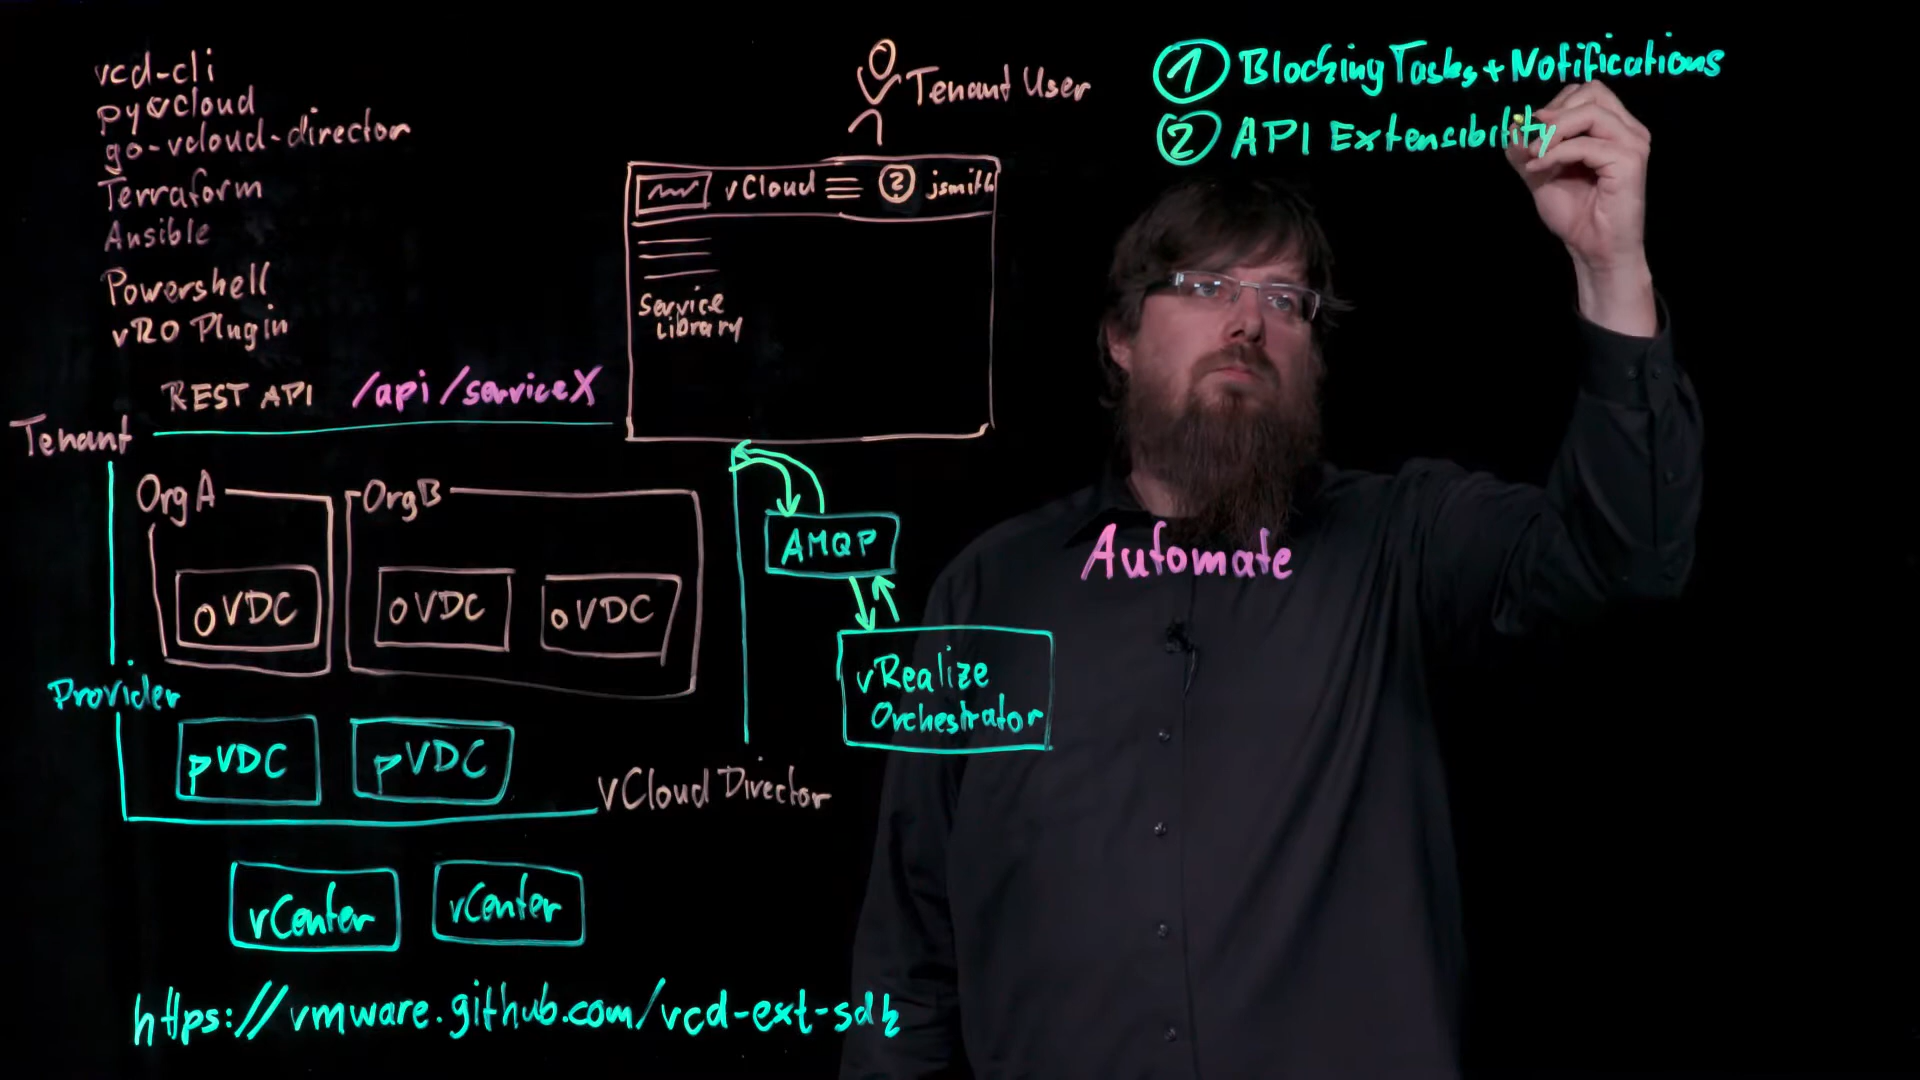 vcd-cli
pyvcloud
go-vcloud-director
Terraform
Ansible
Powershell
vRO Plugin
REST API /api/serviceX
Tenant
Org A
Org B
oVDC
oVDC
oVDC
Provider
pVDC
pVDC
vCloud Director
vCenter
vCenter
https://vmware.github.com/vcd-ext-sdk
Tenant User
vCloud ? jsmith
Service
Library
AMQP
vRealize
Orchestrator
1 Blocking Tasks + Notifications
2 API Extensibility
Automate